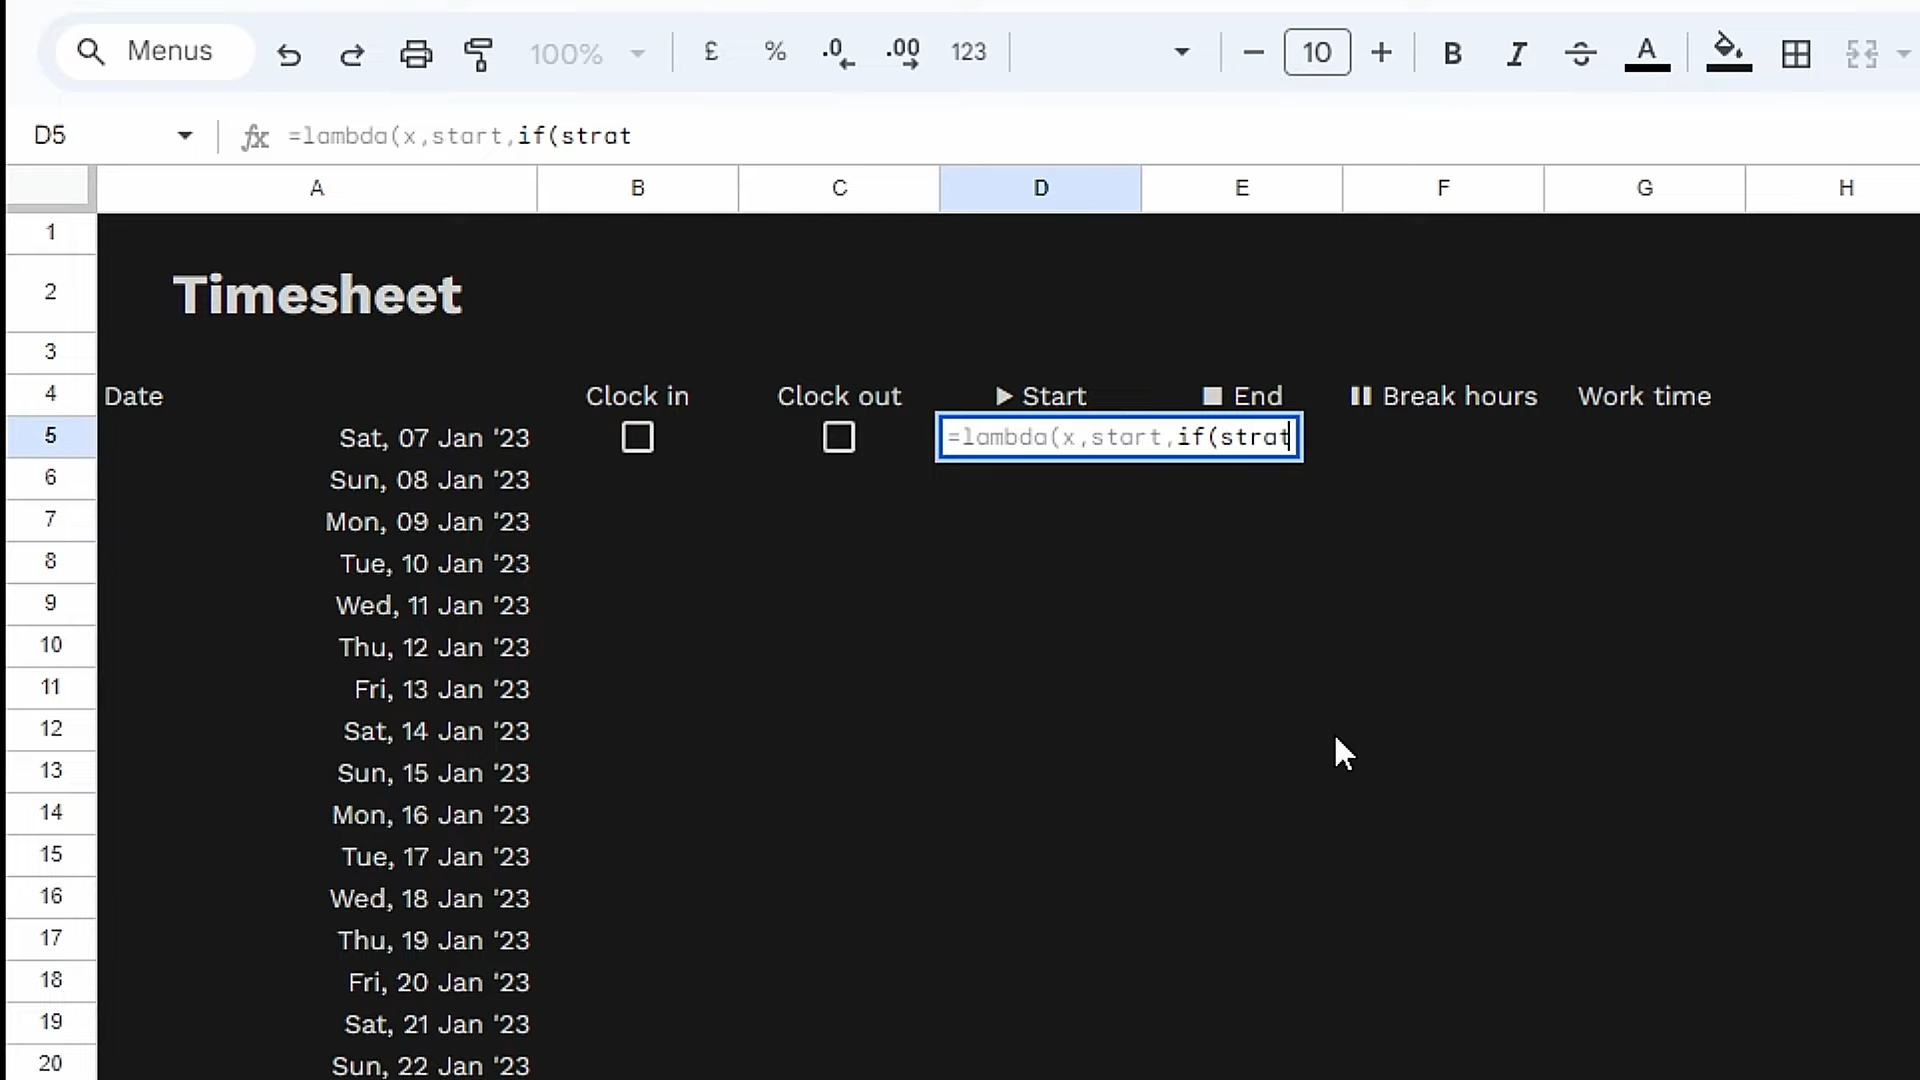 Menus 100% £ % .0 .00 123 10 B I S A
D5 fx =lambda(x,start,if(strat
A B C D E F G H
1
2 Timesheet
3
4 Date Clock in Clock out ▶ Start ■ End ⏸ Break hours Work time
5 Sat, 07 Jan '23 =lambda(x,start,if(strat
6 Sun, 08 Jan '23
7 Mon, 09 Jan '23
8 Tue, 10 Jan '23
9 Wed, 11 Jan '23
10 Thu, 12 Jan '23
11 Fri, 13 Jan '23
12 Sat, 14 Jan '23
13 Sun, 15 Jan '23
14 Mon, 16 Jan '23
15 Tue, 17 Jan '23
16 Wed, 18 Jan '23
17 Thu, 19 Jan '23
18 Fri, 20 Jan '23
19 Sat, 21 Jan '23
20 Sun, 22 Jan '23